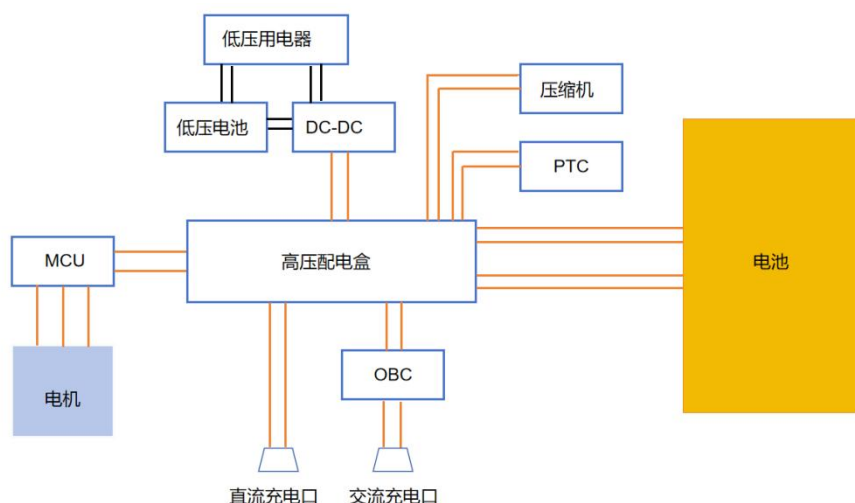 低压用电器
压缩机
低压电池
DC-DC
PTC
MCU
高压配电盒
电池
OBC
电机
直流充电口
交流充电口